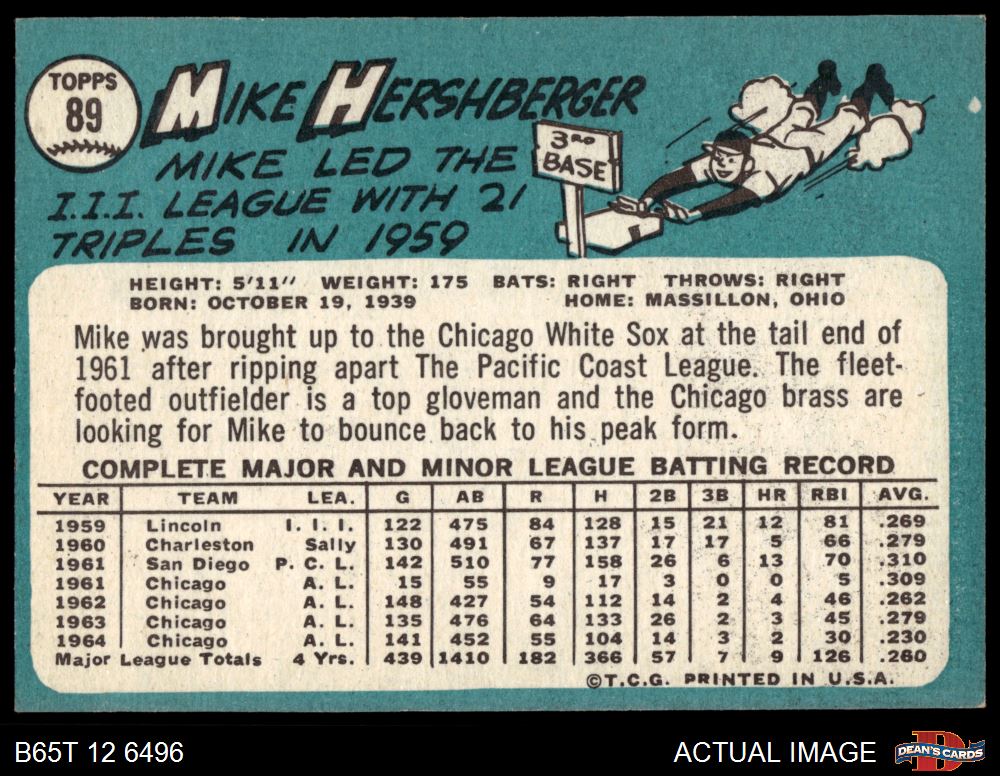 TOPPS
89
MIKE HERSHBERGER
MIKE LED THE
I.I.I. LEAGUE WITH 21
TRIPLES IN 1959
3RD
BASE
HEIGHT: 5'11" WEIGHT: 175 BATS: RIGHT THROWS: RIGHT
BORN: OCTOBER 19, 1939 HOME: MASSILLON, OHIO
Mike was brought up to the Chicago White Sox at the tail end of
1961 after ripping apart The Pacific Coast League. The fleet-
footed outfielder is a top gloveman and the Chicago brass are
looking for Mike to bounce back to his peak form.
COMPLETE MAJOR AND MINOR LEAGUE BATTING RECORD
YEAR TEAM LEA. G AB R H 2B 3B HR RBI AVG.
1959 Lincoln I. I. I. 122 475 84 128 15 21 12 81 .269
1960 Charleston Sally 130 491 67 137 17 17 5 66 .279
1961 San Diego P. C. L. 142 510 77 158 26 6 13 70 .310
1961 Chicago A. L. 15 55 9 17 3 0 0 5 .309
1962 Chicago A. L. 148 427 54 112 14 2 4 46 .262
1963 Chicago A. L. 135 476 64 133 26 2 3 45 .279
1964 Chicago A. L. 141 452 55 104 14 3 2 30 .230
Major League Totals 4 Yrs. 439 1410 182 366 57 7 9 126 .260
©T.C.G. PRINTED IN U.S.A.
B65T 12 6496 ACTUAL IMAGE DEAN'S CARDS